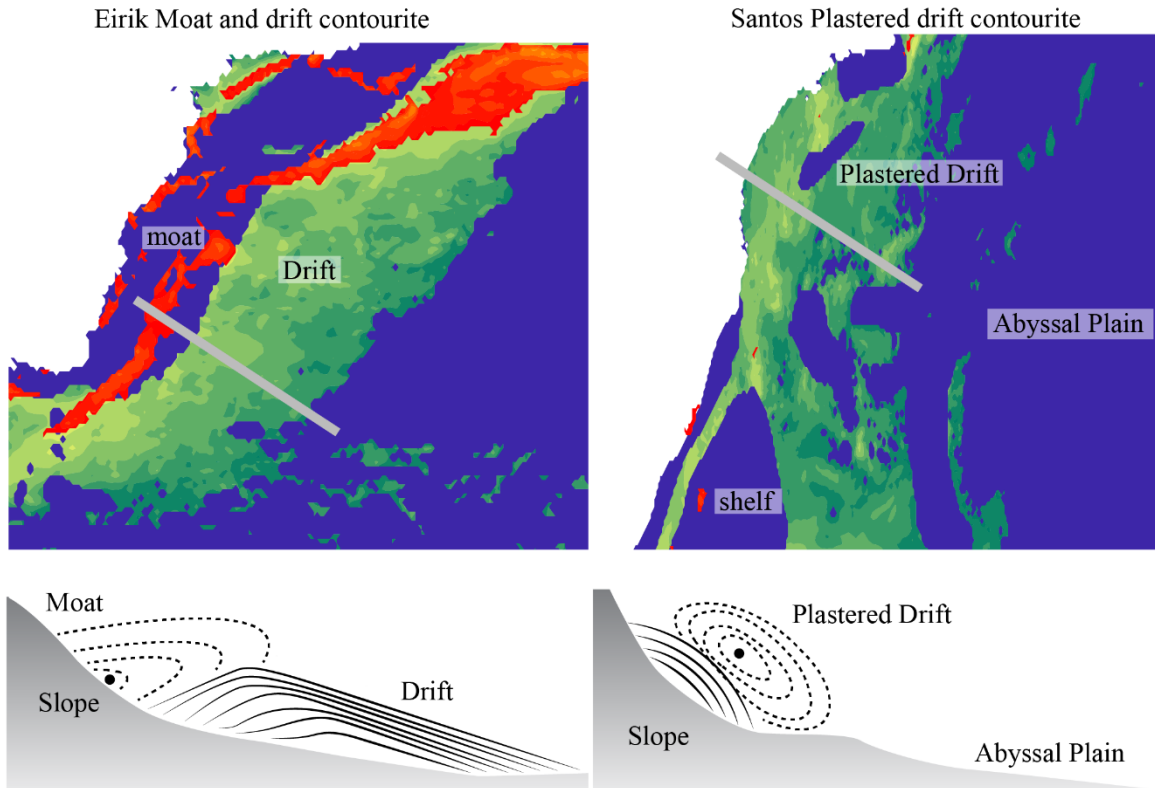 Eirik Moat and drift contourite
Santos Plastered drift contourite
moat
Drift
Plastered Drift
Abyssal Plain
shelf
Moat
Slope
Drift
Plastered Drift
Slope
Abyssal Plain